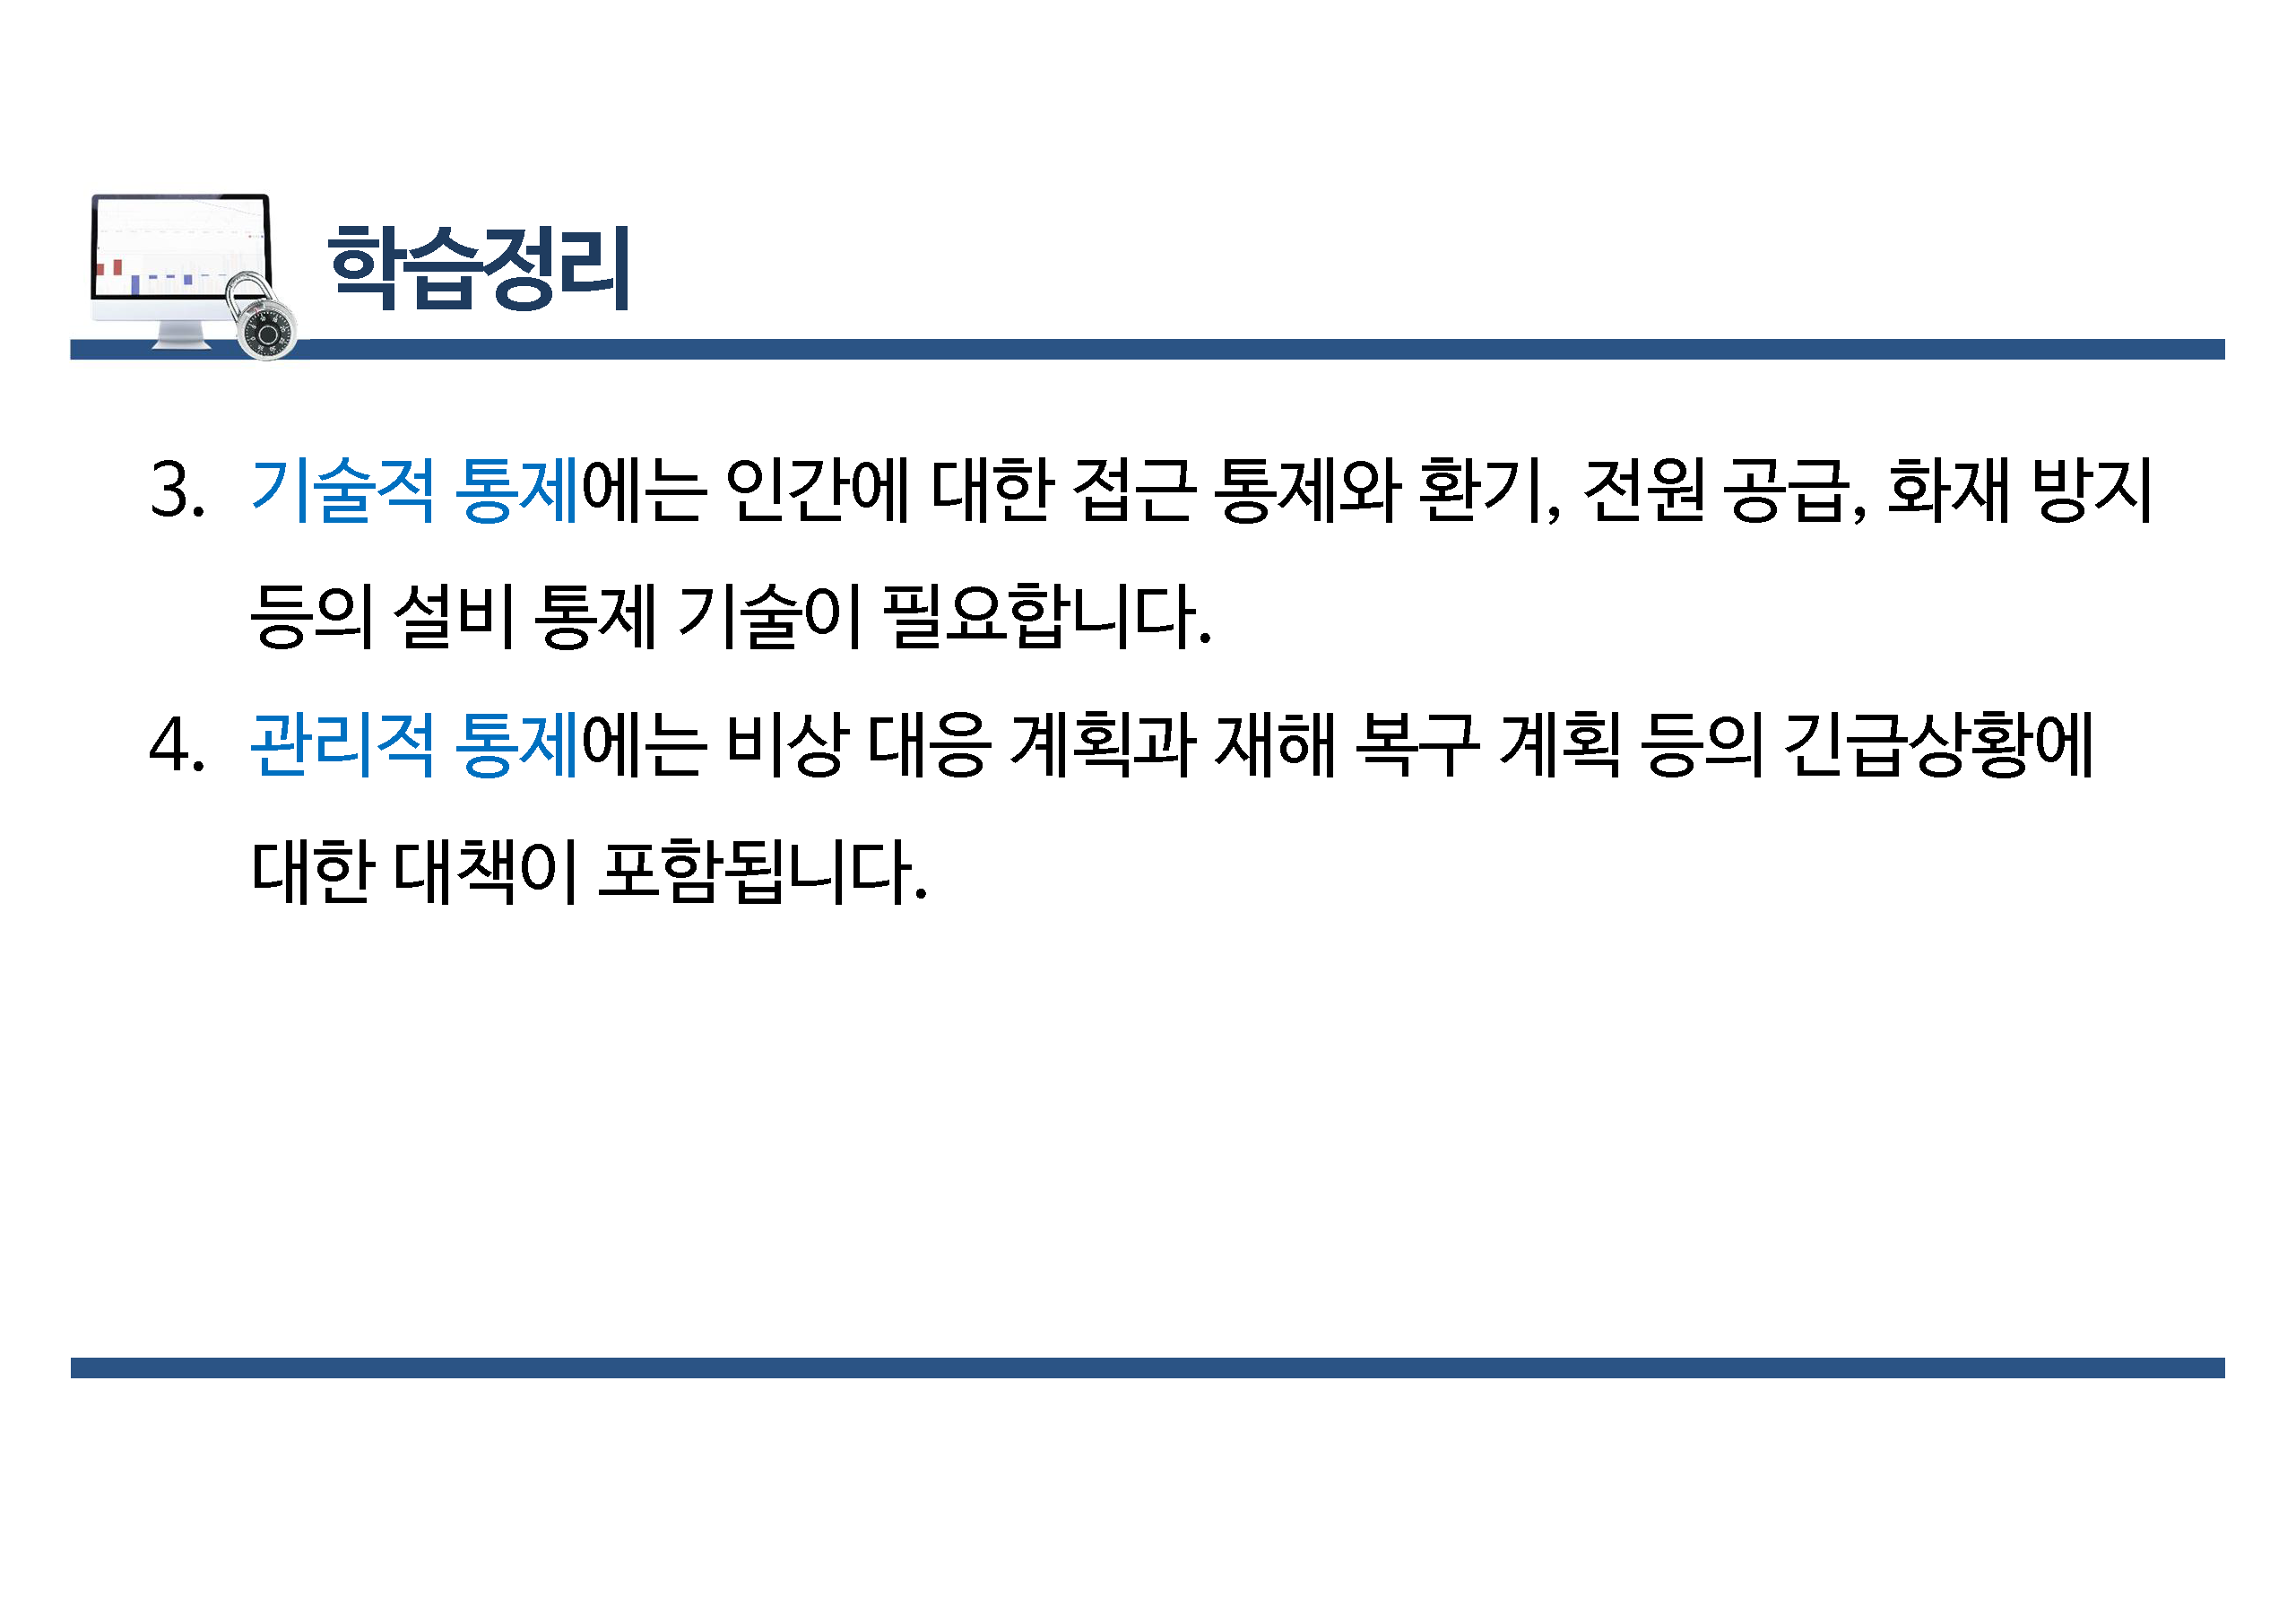 학습정리
3. 기술적 통제에는 인간에 대한 접근 통제와 환기, 전원 공급, 화재 방지
등의 설비 통제 기술이 필요합니다.
4. 관리적 통제에는 비상 대응 계획과 재해 복구 계획 등의 긴급상황에
대한 대책이 포함됩니다.